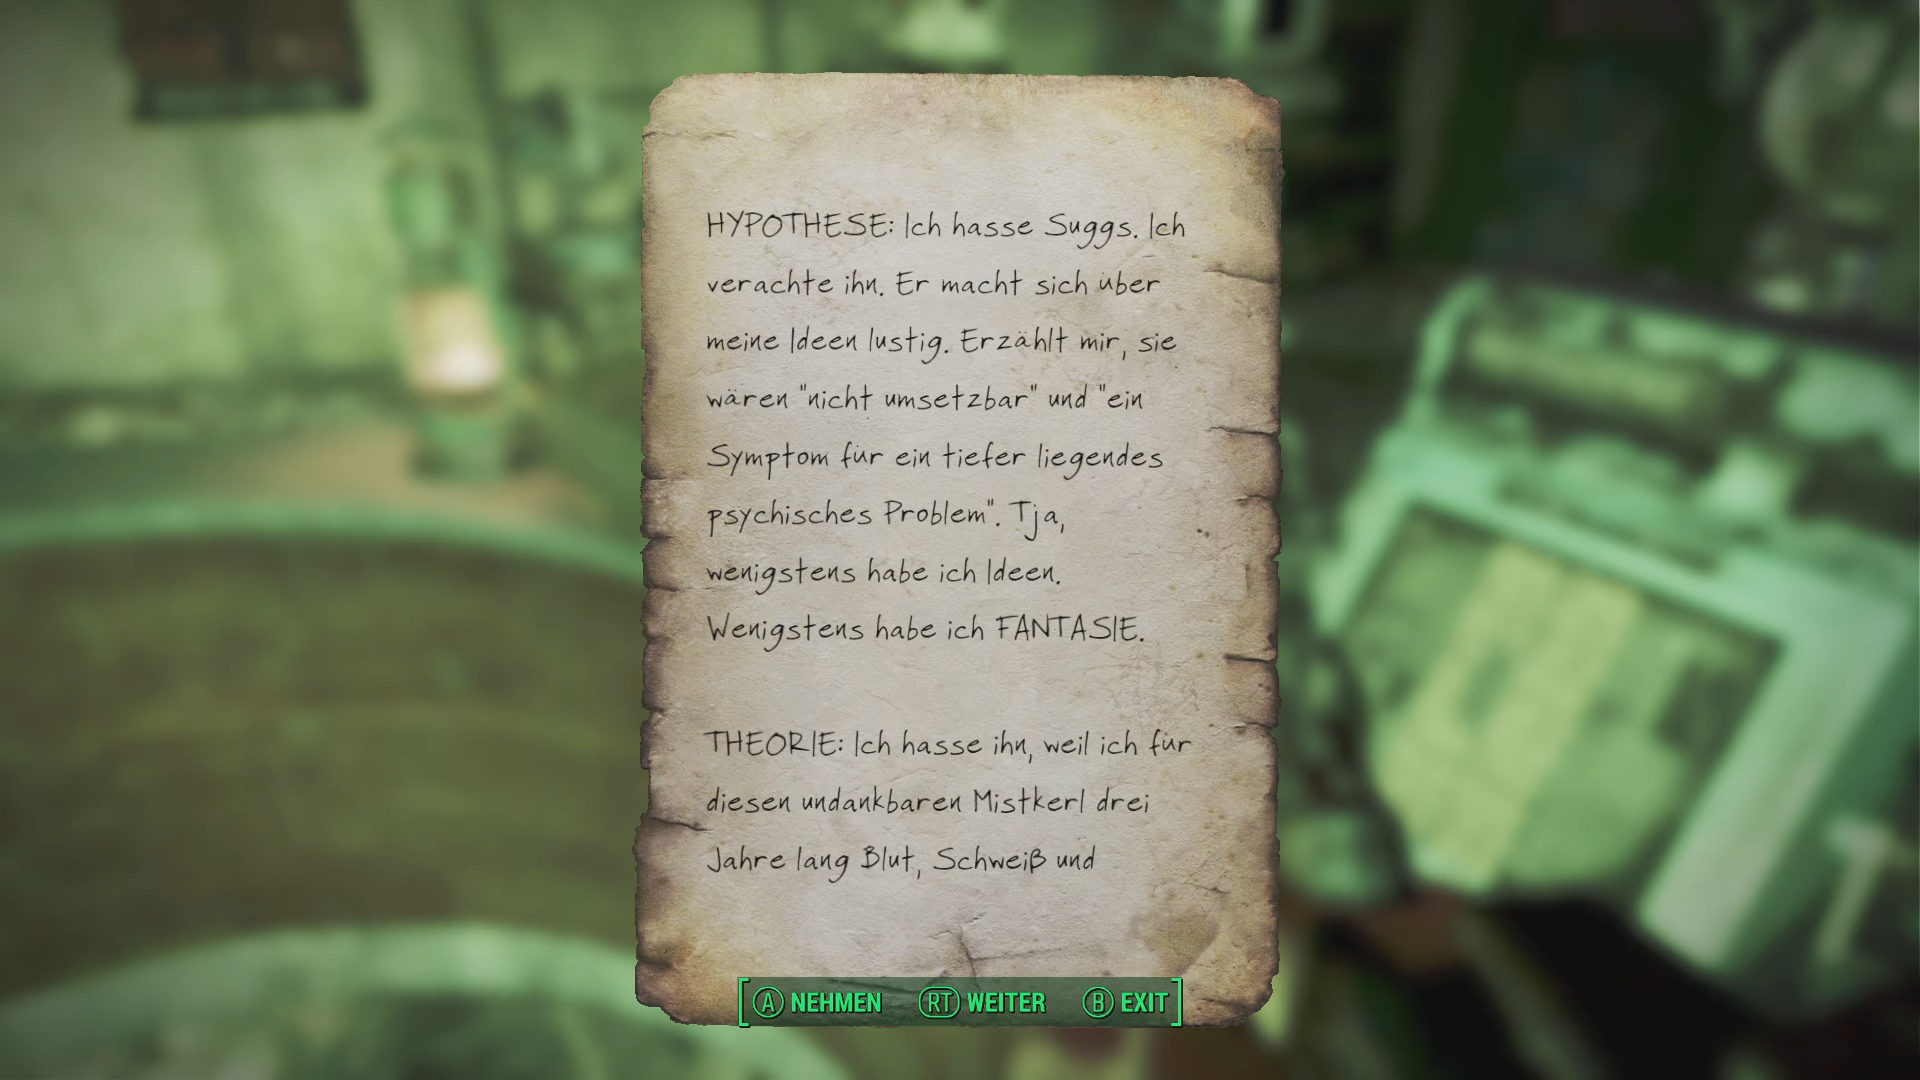 HYPOTHESE: Ich hasse Suggs. Ich
verachte ihn. Er macht sich über
meine Ideen lustig. Erzählt mir, sie
wären "nicht umsetzbar" und "ein
Symptom für ein tiefer liegendes
psychisches Problem". Tja,
wenigstens habe ich Ideen.
Wenigstens habe ich FANTASIE.
THEORIE: Ich hasse ihn, weil ich für
diesen undankbaren Mistkerl drei
Jahre lang Blut, Schweiß und
A NEHMEN RT WEITER B EXIT